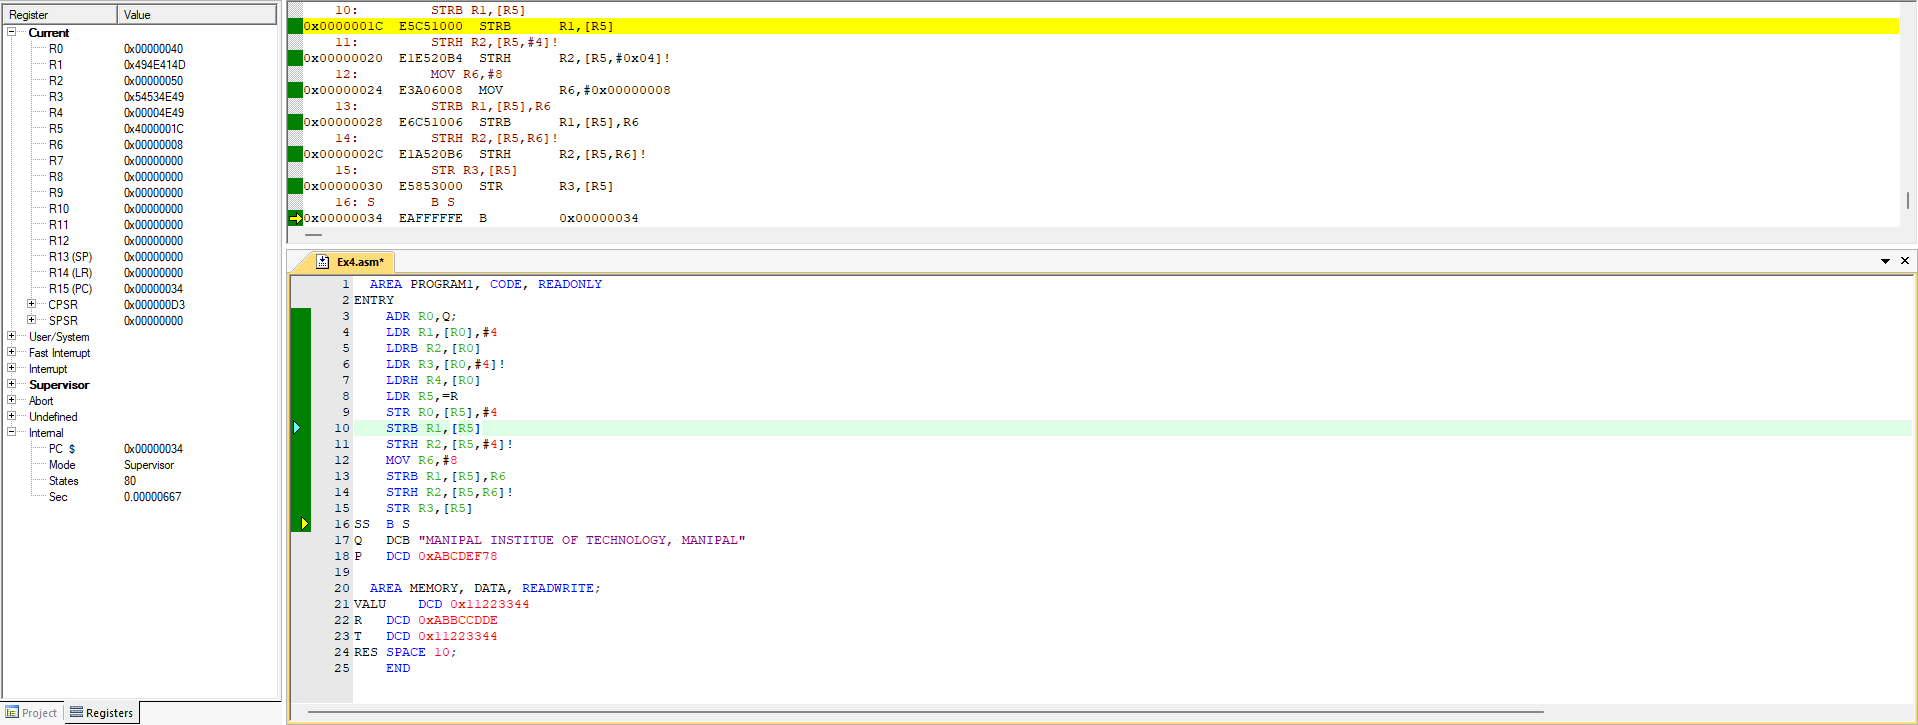 Register Value
Current
R0 0x00000040
R1 0x494E414D
R2 0x00000050
R3 0x54534E49
R4 0x00004E49
R5 0x4000001C
R6 0x00000008
R7 0x00000000
R8 0x00000000
R9 0x00000000
R10 0x00000000
R11 0x00000000
R12 0x00000000
R13 (SP) 0x00000000
R14 (LR) 0x00000000
R15 (PC) 0x00000034
CPSR 0x000000D3
SPSR 0x00000000
User/System
Fast Interrupt
Interrupt
Supervisor
Abort
Undefined
Internal
PC $ 0x00000034
Mode Supervisor
States 80
Sec 0.00000667
Project Registers
10: STRB R1,[R5]
0x0000001C E5C51000 STRB R1,[R5]
11: STRH R2,[R5,#4]!
0x00000020 E1E520B4 STRH R2,[R5,#0x04]!
12: MOV R6,#8
0x00000024 E3A06008 MOV R6,#0x00000008
13: STRB R1,[R5],R6
0x00000028 E6C51006 STRB R1,[R5],R6
14: STRH R2,[R5,R6]!
0x0000002C E1A520B6 STRH R2,[R5,R6]!
15: STR R3,[R5]
0x00000030 E5853000 STR R3,[R5]
16: S B S
0x00000034 EAFFFFFE B 0x00000034
Ex4.asm*
1 AREA PROGRAM1, CODE, READONLY
2 ENTRY
3 ADR R0,Q;
4 LDR R1,[R0],#4
5 LDRB R2,[R0]
6 LDR R3,[R0,#4]!
7 LDRH R4,[R0]
8 LDR R5,=R
9 STR R0,[R5],#4
10 STRB R1,[R5]
11 STRH R2,[R5,#4]!
12 MOV R6,#8
13 STRB R1,[R5],R6
14 STRH R2,[R5,R6]!
15 STR R3,[R5]
16 SS B S
17 Q DCB "MANIPAL INSTITUE OF TECHNOLOGY, MANIPAL"
18 P DCD 0xABCDEF78
19
20 AREA MEMORY, DATA, READWRITE;
21 VALU DCD 0x11223344
22 R DCD 0xABBCCDDE
23 T DCD 0x11223344
24 RES SPACE 10;
25 END